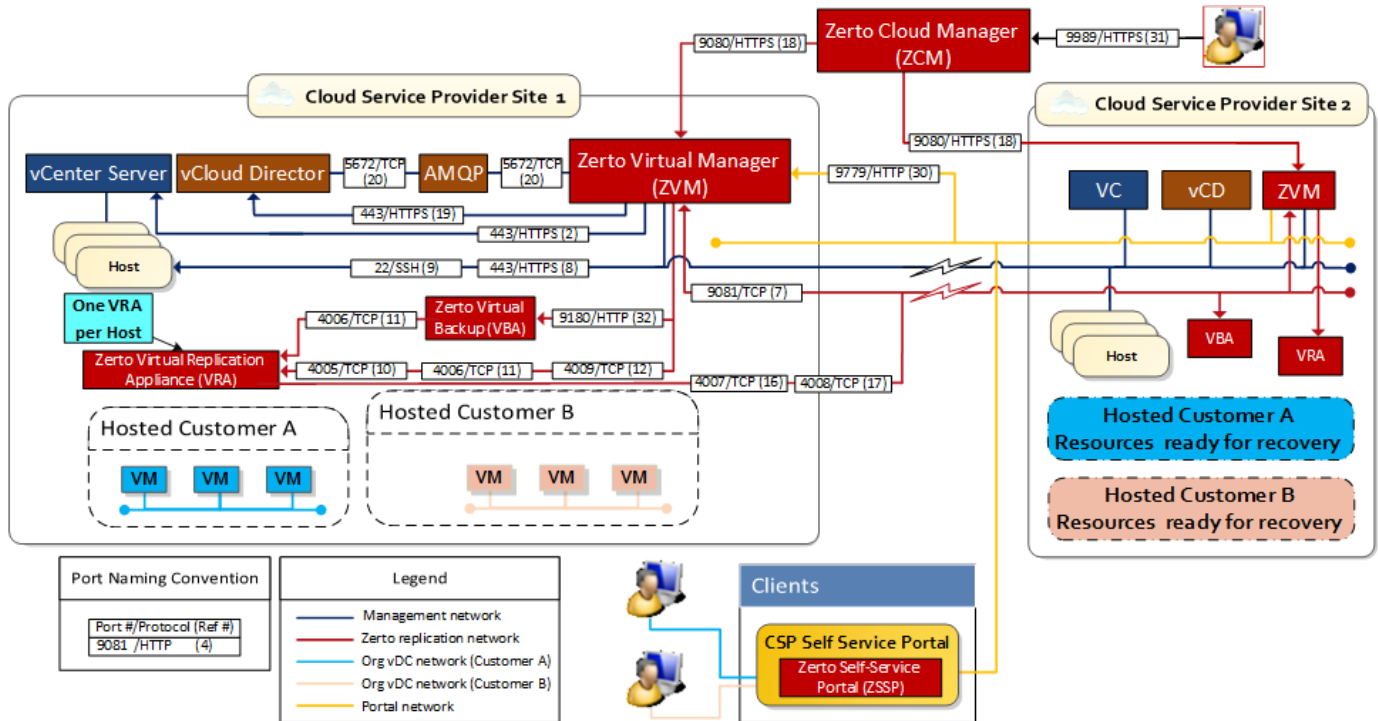 Zerto Cloud Manager
(ZCM)
9080/HTTPS (18)
9989/HTTPS (31)
Cloud Service Provider Site 1
Cloud Service Provider Site 2
9080/HTTPS(18)
vCenter Server
vCloud Director
5672/TCP
(20)
AMQP
5672/TCP
(20)
Zerto Virtual Manager
(ZVM)
9779/HTTP (30)
VC
vCD
ZVM
443/HTTPS (19)
443/HTTPS (2)
Host
22/SSH (9)
443/HTTPS (8)
9081/TCP (7)
One VRA
per Host
4006/TCP (11)
Zerto Virtual
Backup (VBA)
9180/HTTP (32)
Host
VBA
VRA
Zerto Virtual Replication
Appliance (VRA)
4005/TCP (10)
4006/TCP (11)
4009/TCP (12)
4007/TCP (16)
4008/TCP (17)
Hosted Customer A
VM
VM
VM
Hosted Customer B
VM
VM
VM
Hosted Customer A
Resources ready for recovery
Hosted Customer B
Resources ready for recovery
Port Naming Convention
Port #/Protocol (Ref #)
9081 /HTTP (4)
Legend
Management network
Zerto replication network
Org vDC network (Customer A)
Org vDC network (Customer B)
Portal network
Clients
CSP Self Service Portal
Zerto Self-Service
Portal (ZSSP)